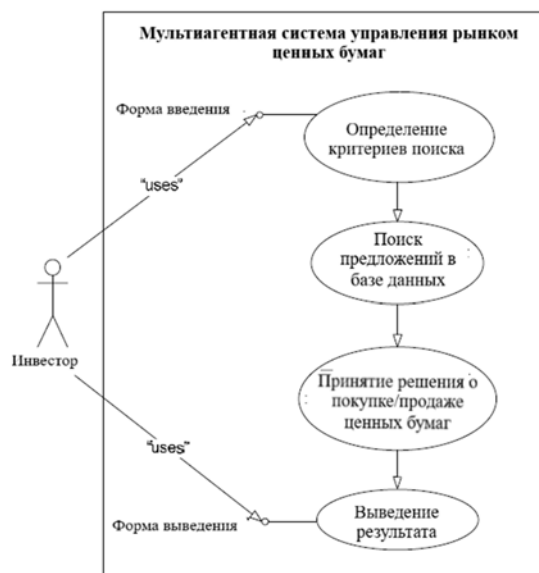 Мультиагентная система управления рынком
ценных бумаг
Форма введения
Определение
критериев поиска
"uses"
Поиск
предложений в
базе данных
Инвестор
Принятие решения о
покупке/продаже
ценных бумаг
"uses"
Форма выведения
Выведение
результата